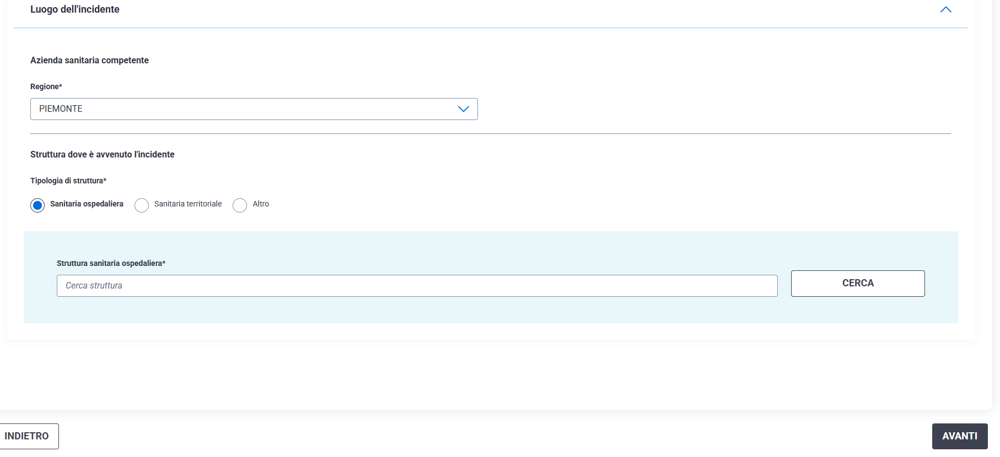 Luogo dell'incidente
Azienda sanitaria competente
Regione*
PIEMONTE
Struttura dove è avvenuto l'incidente
Tipologia di struttura*
Sanitaria ospedaliera Sanitaria territoriale Altro
Struttura sanitaria ospedaliera*
Cerca struttura CERCA
INDIETRO AVANTI